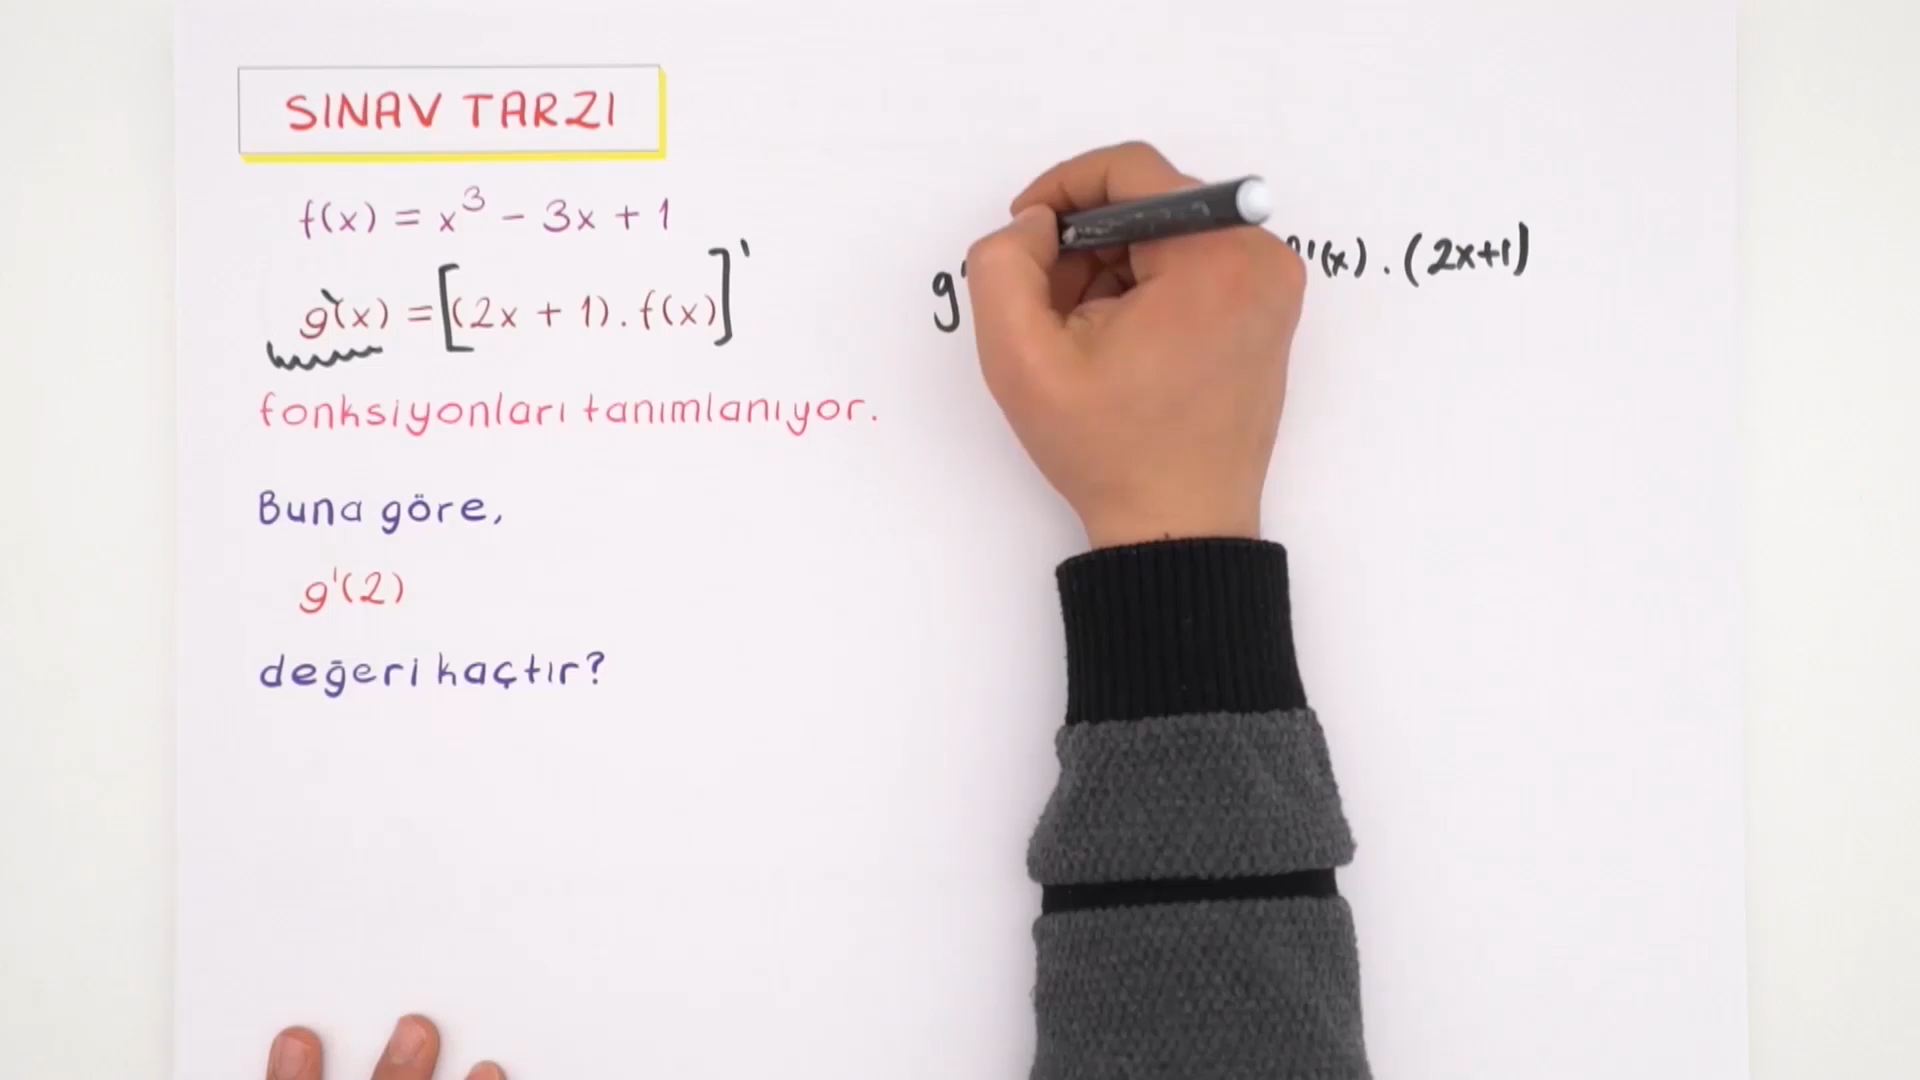 SINAV TARZI
f(x) = x³ - 3x + 1
g'(x) = [(2x + 1).f(x)]'
fonksiyonları tanımlanıyor.
Buna göre,
g'(2)
değeri kaçtır?
'(x).(2x+1)
g'